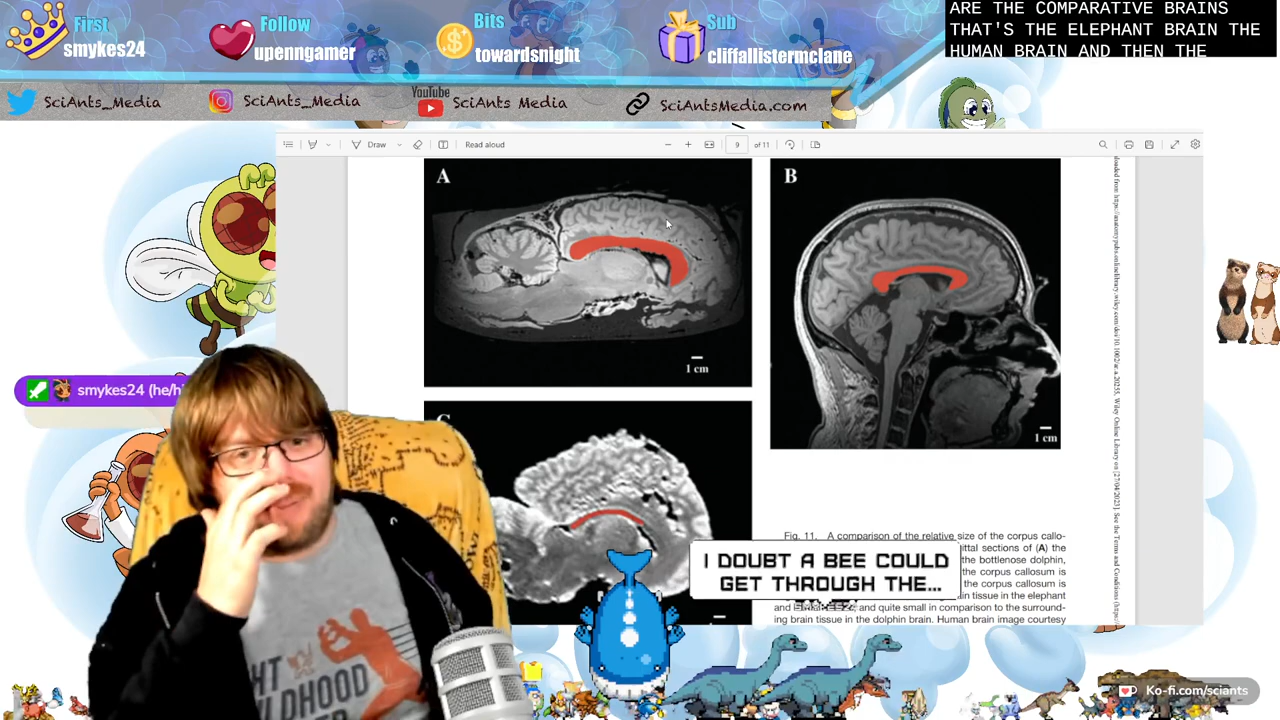 First
smykes24
Follow
upenngamer
Bits
towardsnight
Sub
cliffallistermclane
ARE THE COMPARATIVE BRAINS
THAT'S THE ELEPHANT BRAIN THE
HUMAN BRAIN AND THEN THE
SciAnts_Media
SciAnts_Media
YouTube
SciAnts Media
SciAntsMedia.com
Draw
Read aloud
9
of 11
A
1 cm
B
1 cm
smykes24 (he/hi
Fig. 11. A comparison of the relative size of the corpus callo-
gittal sections of (A) the
the bottlenose dolphin,
the corpus callosum is
the corpus callosum is
in tissue in the elephant
and
and quite small in comparison to the surround-
ing brain tissue in the dolphin brain. Human brain image courtesy
I DOUBT A BEE COULD
GET THROUGH THE...
Ko-fi.com/sciants